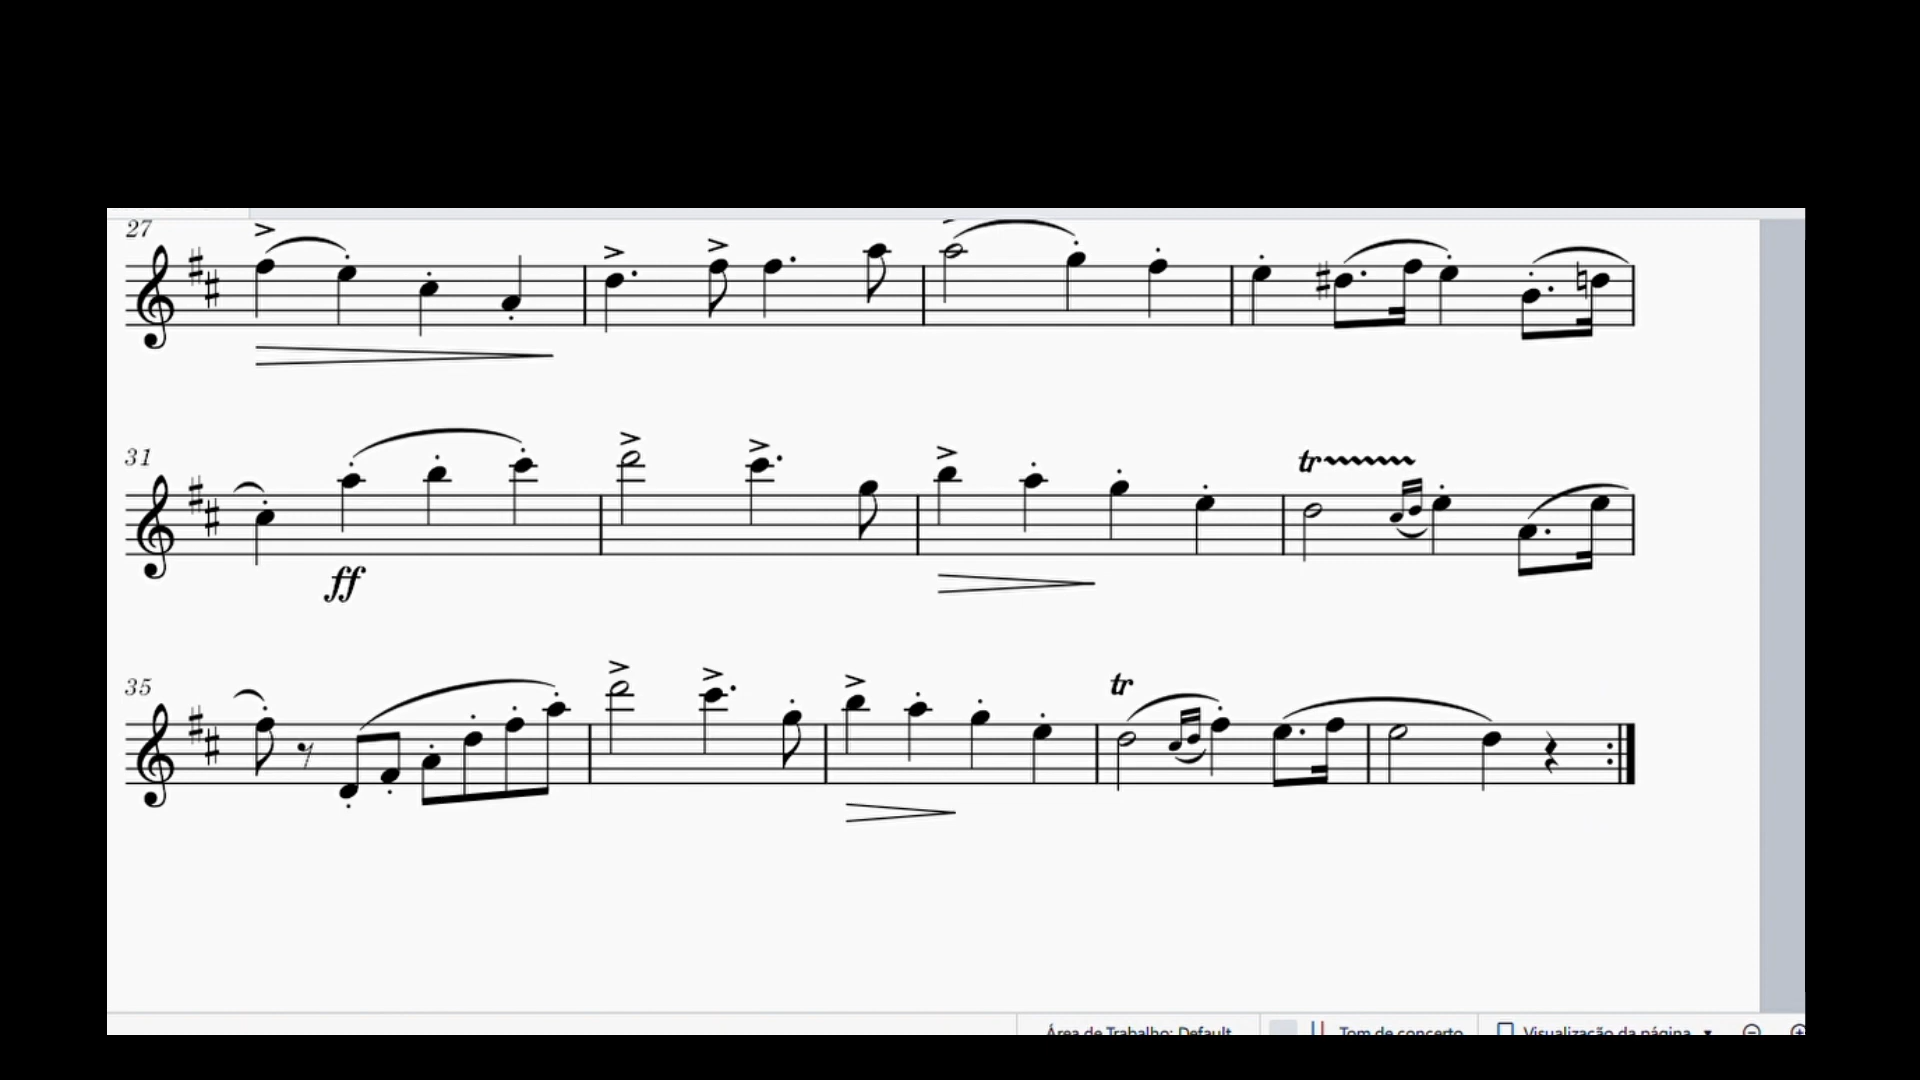 27
31
ff
tr
35
tr
Área de Trabalho: Default
Tom de concerto
Visualização da página